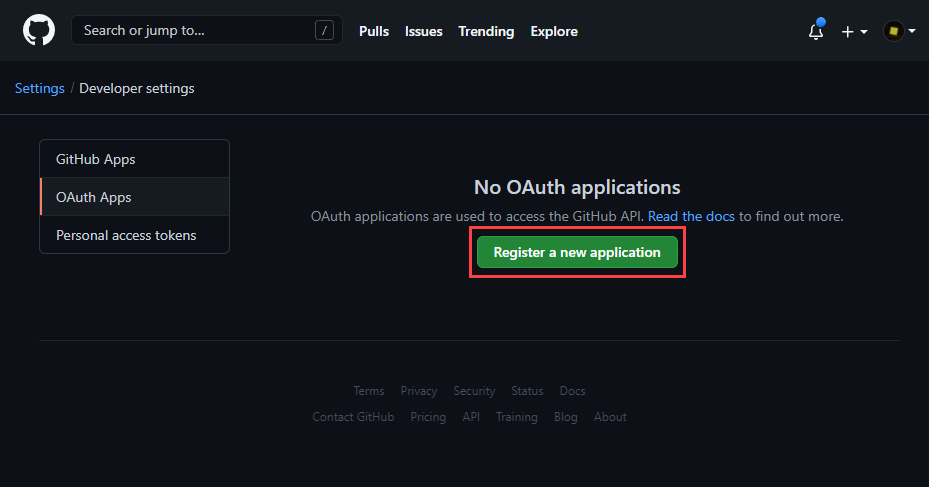 Search or jump to... / Pulls Issues Trending Explore
Settings / Developer settings
GitHub Apps
OAuth Apps
Personal access tokens
No OAuth applications
OAuth applications are used to access the GitHub API. Read the docs to find out more.
Register a new application
Terms Privacy Security Status Docs
Contact GitHub Pricing API Training Blog About